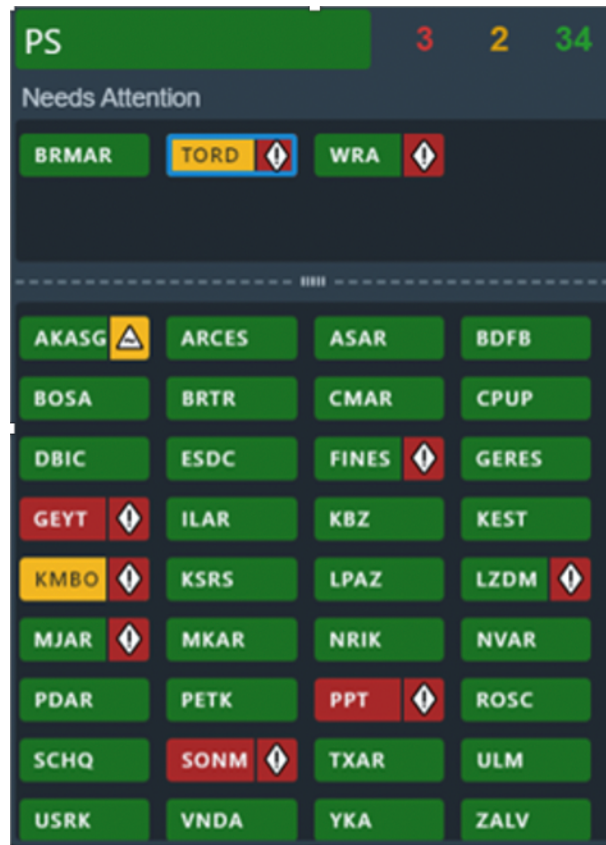 PS 3 2 34
Needs Attention
BRMAR TORD WRA
AKASG ARCES ASAR BDFB
BOSA BRTR CMAR CPUP
DBIC ESDC FINES GERES
GEYT ILAR KBZ KEST
KMBO KSRS LPAZ LZDM
MJAR MKAR NRIK NVAR
PDAR PETK PPT ROSC
SCHQ SONM TXAR ULM
USRK VNDA YKA ZALV